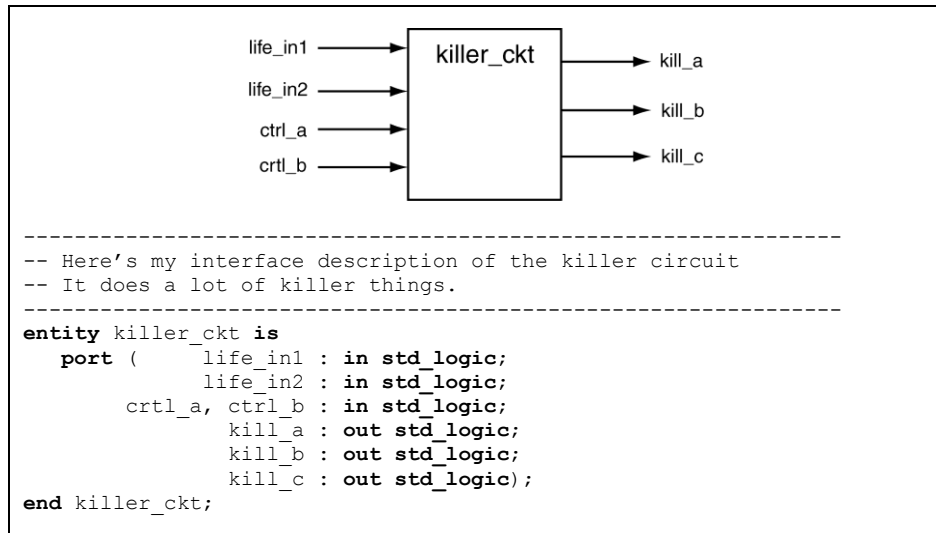 life_in1
killer_ckt
kill_a
life_in2
kill_b
ctrl_a
kill_c
crtl_b
-----------------------------------------------------------------
-- Here's my interface description of the killer circuit
-- It does a lot of killer things.
-----------------------------------------------------------------
entity killer_ckt is
port ( life_in1 : in std_logic;
life_in2 : in std_logic;
crtl_a, ctrl_b : in std_logic;
kill_a : out std_logic;
kill_b : out std_logic;
kill_c : out std_logic);
end killer_ckt;